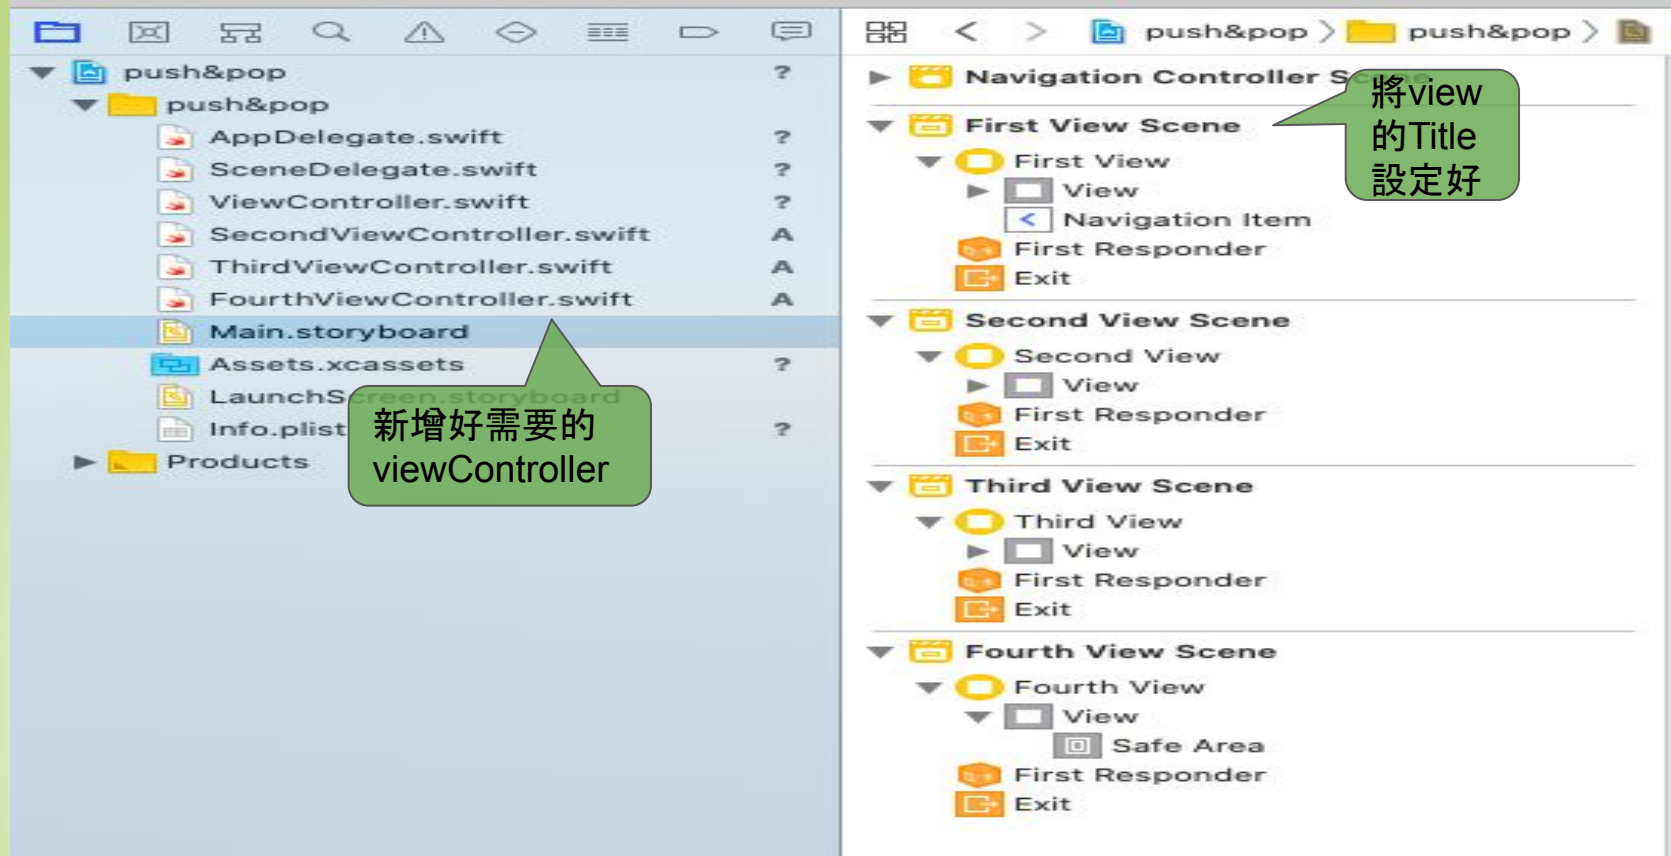 push&pop > push&pop >
push&pop ?
push&pop
AppDelegate.swift ?
SceneDelegate.swift ?
ViewController.swift ?
SecondViewController.swift A
ThirdViewController.swift A
FourthViewController.swift A
Main.storyboard
Assets.xcassets ?
LaunchScreen.storyboard
Info.plist ?
Products
新增好需要的
viewController
Navigation Controller Scene
將view
的Title
設定好
First View Scene
First View
View
Navigation Item
First Responder
Exit
Second View Scene
Second View
View
First Responder
Exit
Third View Scene
Third View
View
First Responder
Exit
Fourth View Scene
Fourth View
View
Safe Area
First Responder
Exit